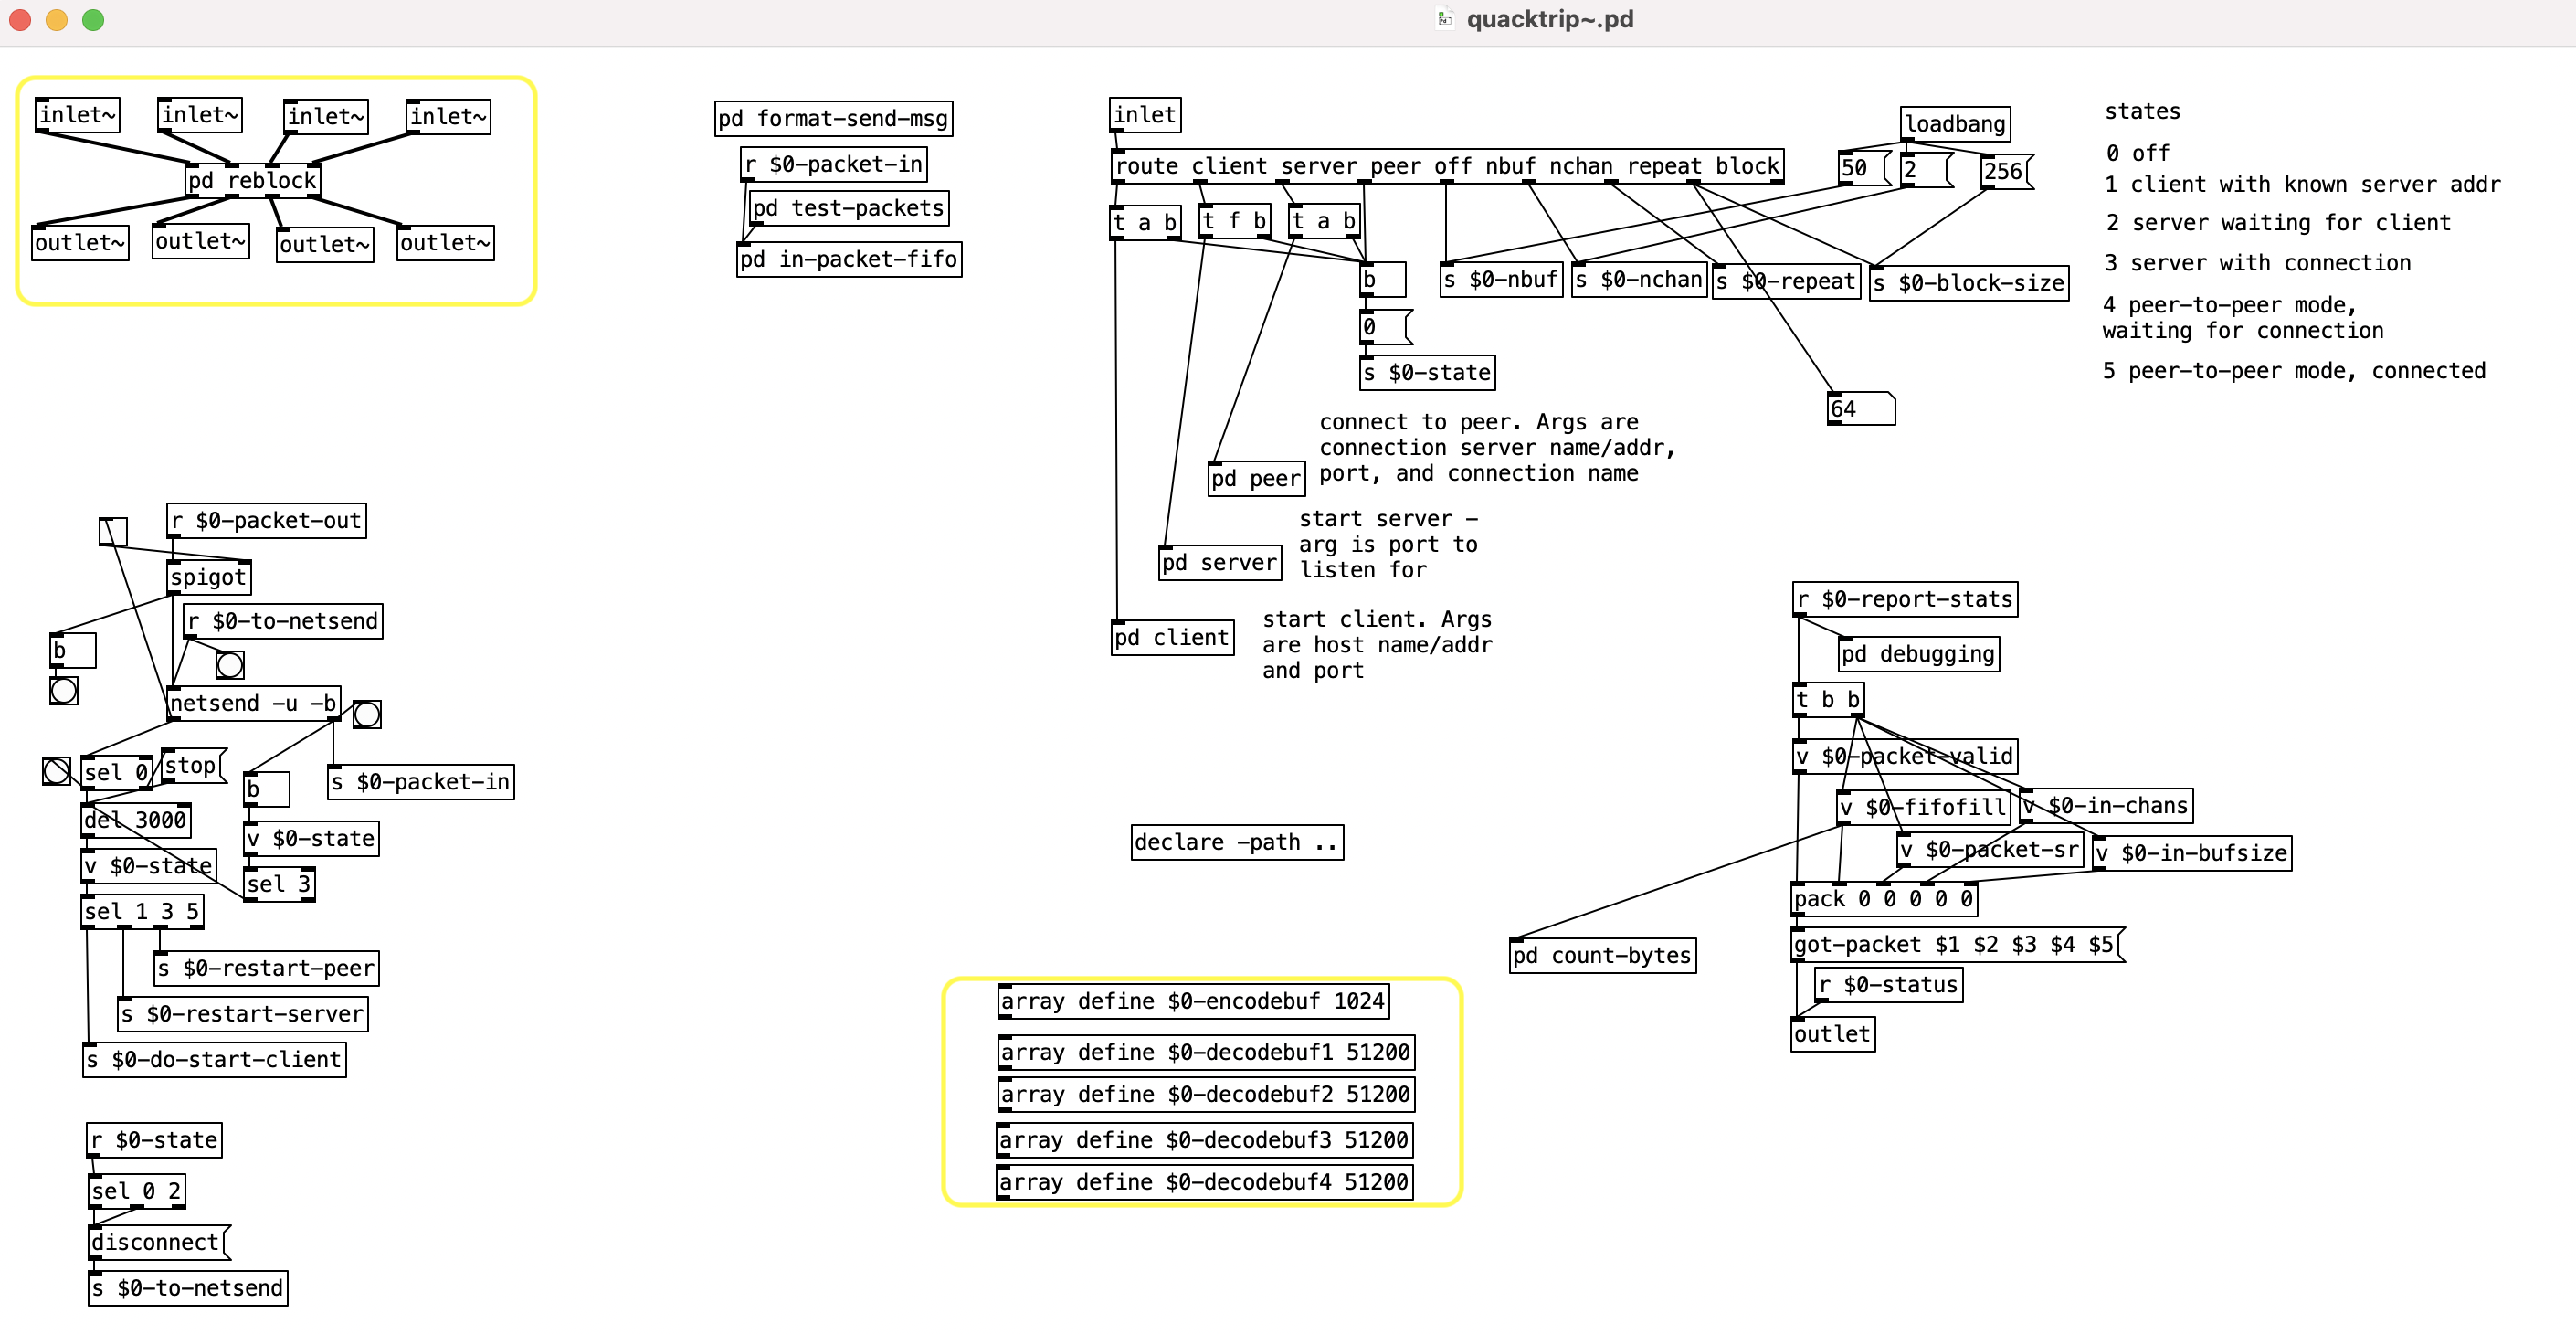 quacktrip~.pd
inlet~
inlet~
inlet~
inlet~
pd reblock
outlet~
outlet~
outlet~
outlet~
pd format-send-msg
r $0-packet-in
pd test-packets
pd in-packet-fifo
inlet
route client server peer off nbuf nchan repeat block
t a b
t f b
t a b
b
0
s $0-state
s $0-nbuf
s $0-nchan
s $0-repeat
s $0-block-size
loadbang
50
2
256
64
states
0 off
1 client with known server addr
2 server waiting for client
3 server with connection
4 peer-to-peer mode,
waiting for connection
5 peer-to-peer mode, connected
pd peer
connect to peer. Args are
connection server name/addr,
port, and connection name
pd server
start server -
arg is port to
listen for
pd client
start client. Args
are host name/addr
and port
r $0-packet-out
spigot
r $0-to-netsend
b
netsend -u -b
sel 0
stop
b
s $0-packet-in
del 3000
v $0-state
v $0-state
sel 3
sel 1 3 5
s $0-restart-peer
s $0-restart-server
s $0-do-start-client
r $0-state
sel 0 2
disconnect
s $0-to-netsend
declare -path ..
array define $0-encodebuf 1024
array define $0-decodebuf1 51200
array define $0-decodebuf2 51200
array define $0-decodebuf3 51200
array define $0-decodebuf4 51200
r $0-report-stats
pd debugging
t b b
v $0-packet-valid
v $0-fifofill
v $0-in-chans
v $0-packet-sr
v $0-in-bufsize
pack 0 0 0 0 0
pd count-bytes
got-packet $1 $2 $3 $4 $5
r $0-status
outlet